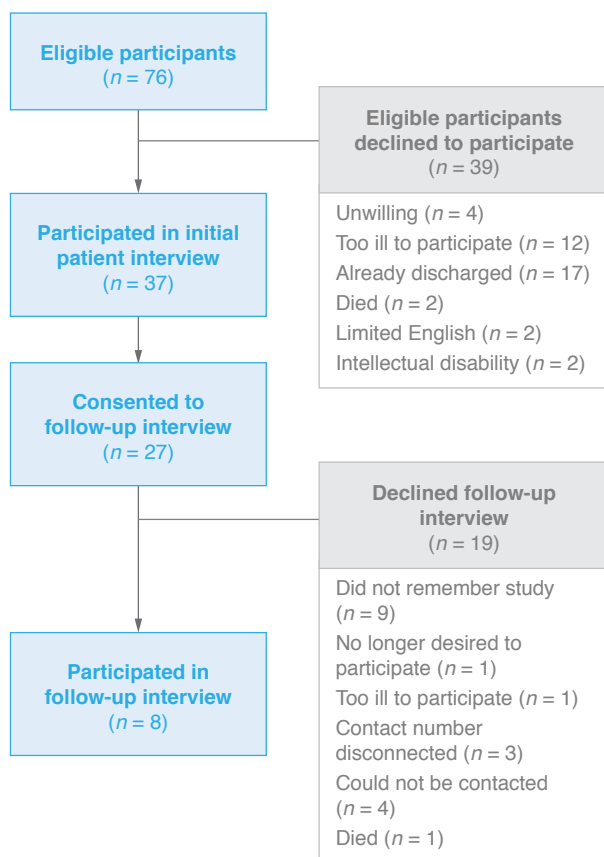 Eligible participants
(n = 76)
Eligible participants
declined to participate
(n = 39)
Unwilling (n = 4)
Too ill to participate (n = 12)
Already discharged (n = 17)
Died (n = 2)
Limited English (n = 2)
Intellectual disability (n = 2)
Participated in initial
patient interview
(n = 37)
Consented to
follow-up interview
(n = 27)
Declined follow-up
interview
(n = 19)
Did not remember study
(n = 9)
No longer desired to
participate (n = 1)
Too ill to participate (n = 1)
Contact number
disconnected (n = 3)
Could not be contacted
(n = 4)
Died (n = 1)
Participated in
follow-up interview
(n = 8)